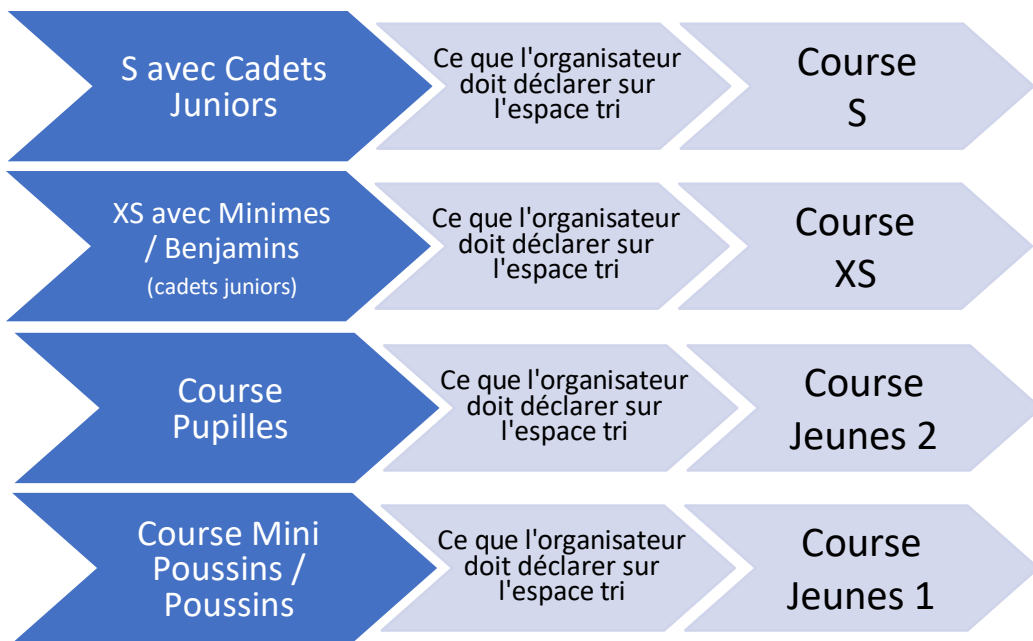 S avec Cadets
Juniors
Ce que l'organisateur
doit déclarer sur
l'espace tri
Course
S
XS avec Minimes
/ Benjamins
(cadets juniors)
Ce que l'organisateur
doit déclarer sur
l'espace tri
Course
XS
Course
Pupilles
Ce que l'organisateur
doit déclarer sur
l'espace tri
Course
Jeunes 2
Course Mini
Poussins /
Poussins
Ce que l'organisateur
doit déclarer sur
l'espace tri
Course
Jeunes 1